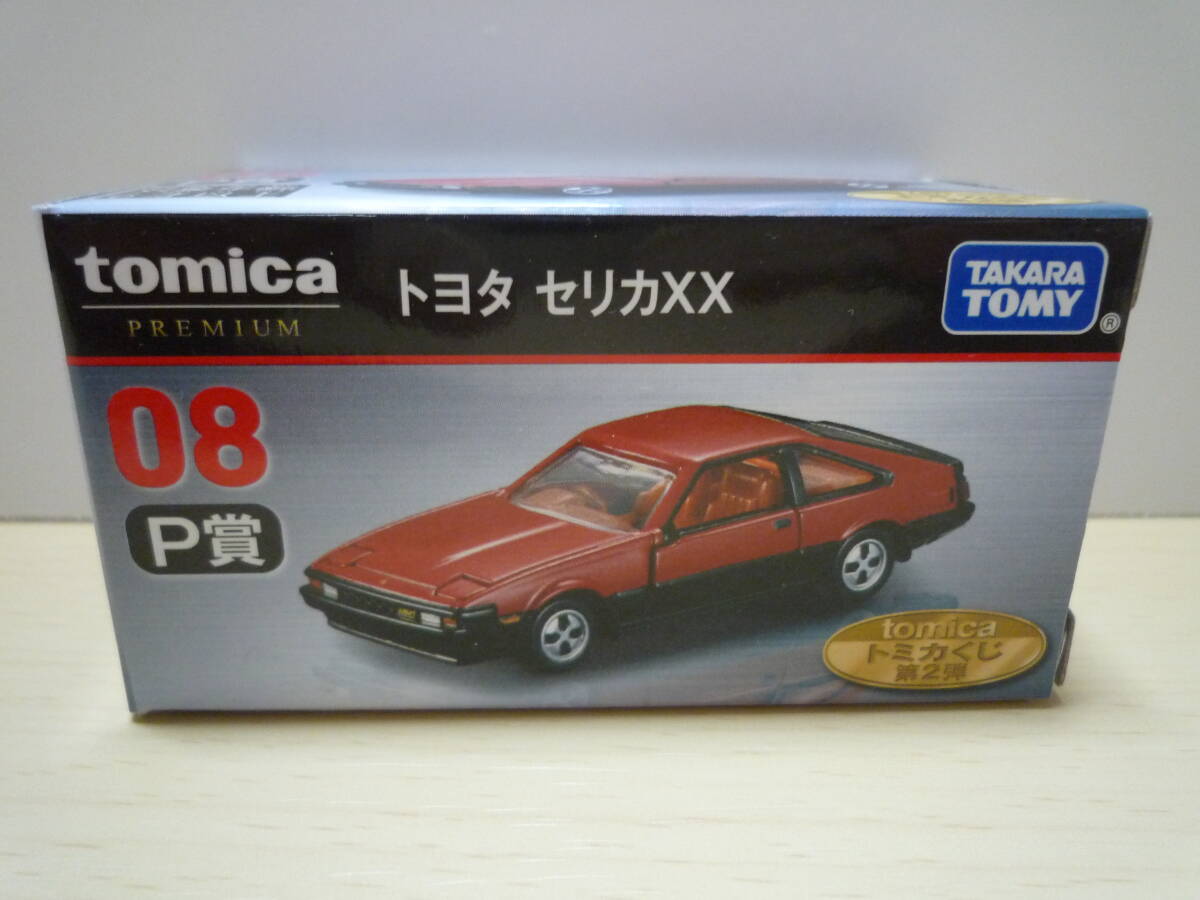 tomica
PREMIUM
トヨタ セリカXX
TAKARA
TOMY
®
08
P賞
tomica
トミカくじ
第2弾